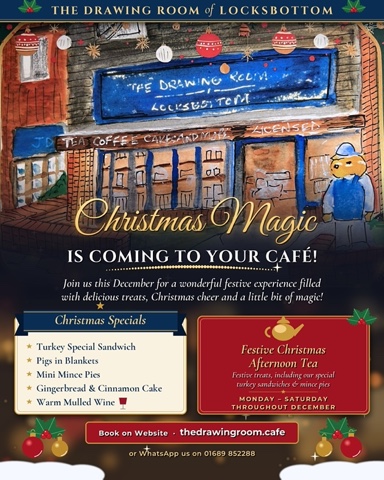 THE DRAWING ROOM of LOCKSBOTTOM
THE DRAWING ROOM
LOCKSBOTTOM
TEA COFFEE CAKE AND
LICENSED
Christmas Magic
IS COMING TO YOUR CAFÉ!
Join us this December for a wonderful festive experience filled
with delicious treats, Christmas cheer and a little bit of magic!
Christmas Specials
Turkey Special Sandwich
Pigs in Blankets
Mini Mince Pies
Gingerbread & Cinnamon Cake
Warm Mulled Wine
Festive Christmas
Afternoon Tea
Festive treats, including our special
turkey sandwiches & mince pies
MONDAY – SATURDAY
THROUGHOUT DECEMBER
Book on Website · thedrawingroom.cafe
or WhatsApp us on 01689 852288